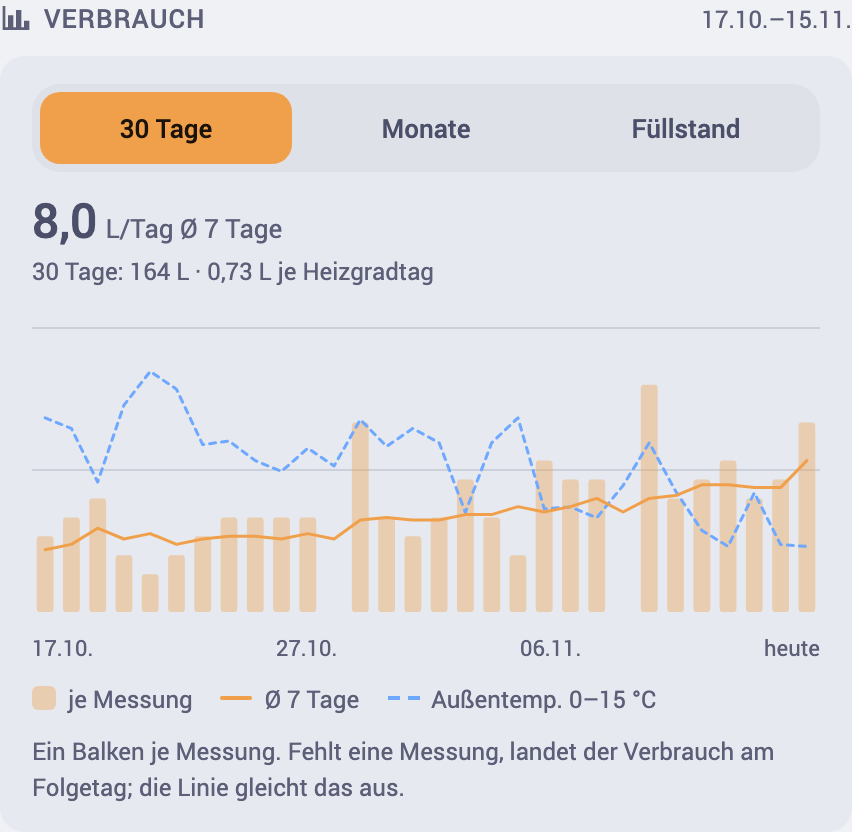 VERBRAUCH 17.10.–15.11.
30 Tage Monate Füllstand
8,0 L/Tag Ø 7 Tage
30 Tage: 164 L · 0,73 L je Heizgradtag
17.10. 27.10. 06.11. heute
je Messung Ø 7 Tage Außentemp. 0–15 °C
Ein Balken je Messung. Fehlt eine Messung, landet der Verbrauch am
Folgetag; die Linie gleicht das aus.